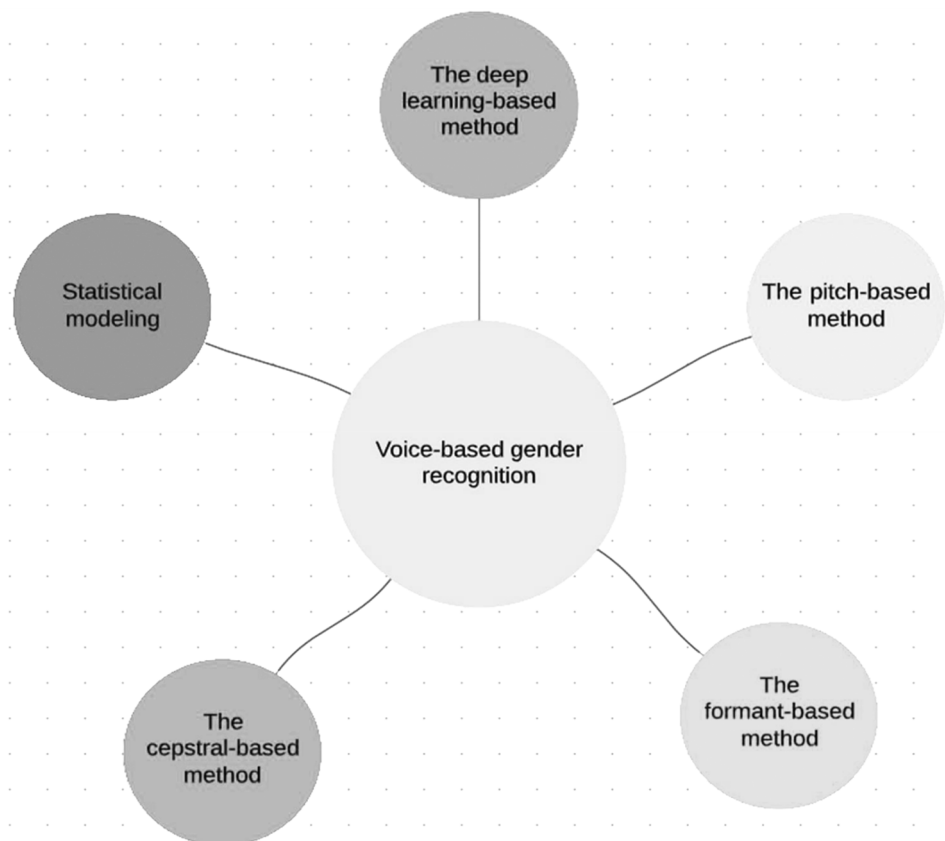 The deep
learning-based
method
Statistical
modeling
The pitch-based
method
Voice-based gender
recognition
The
formant-based
method
The
cepstral-based
method